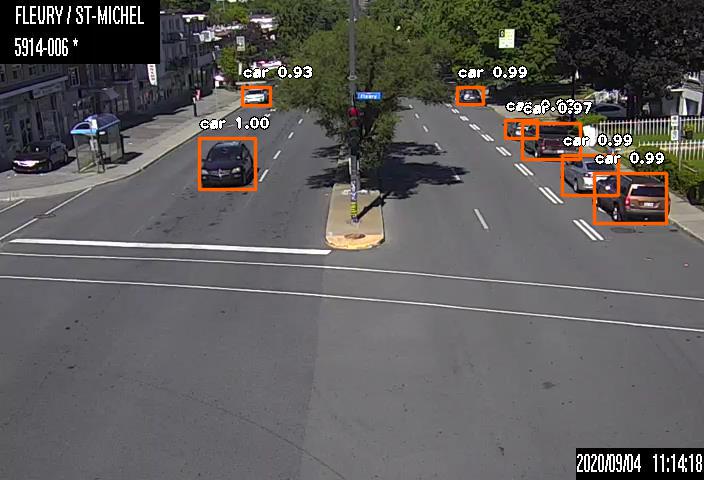 FLEURY / ST-MICHEL
5914-006 *
car 0.93
car 0.99
car 0.97
car 1.00
car 0.99
car 0.99
Fleury
2020/09/04 11:14:18